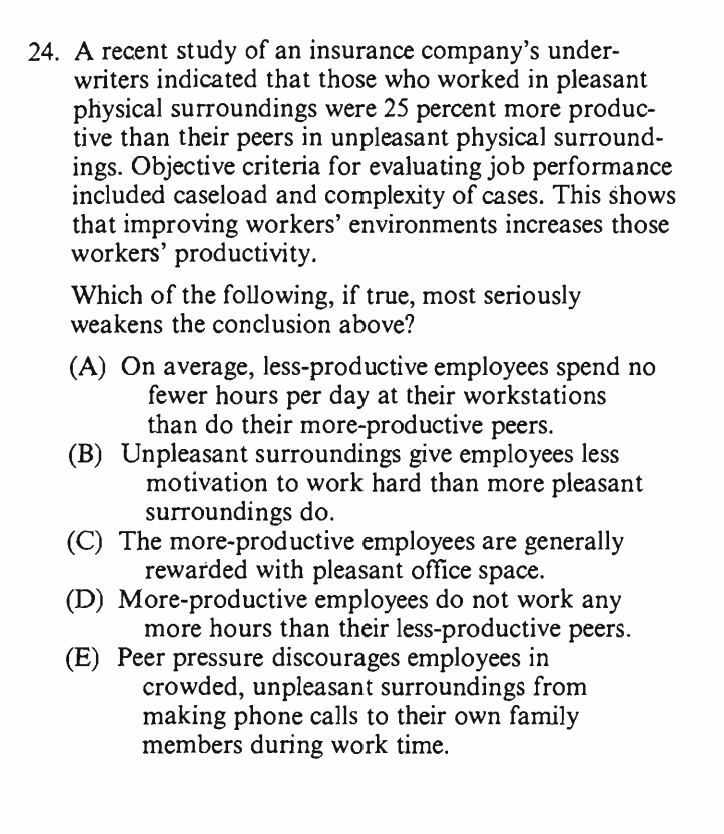 24. A recent study of an insurance company's under-
writers indicated that those who worked in pleasant
physical surroundings were 25 percent more produc-
tive than their peers in unpleasant physical surround-
ings. Objective criteria for evaluating job performance
included caseload and complexity of cases. This shows
that improving workers' environments increases those
workers' productivity.
Which of the following, if true, most seriously
weakens the conclusion above?
(A) On average, less-productive employees spend no
fewer hours per day at their workstations
than do their more-productive peers.
(B) Unpleasant surroundings give employees less
motivation to work hard than more pleasant
surroundings do.
(C) The more-productive employees are generally
rewarded with pleasant office space.
(D) More-productive employees do not work any
more hours than their less-productive peers.
(E) Peer pressure discourages employees in
crowded, unpleasant surroundings from
making phone calls to their own family
members during work time.